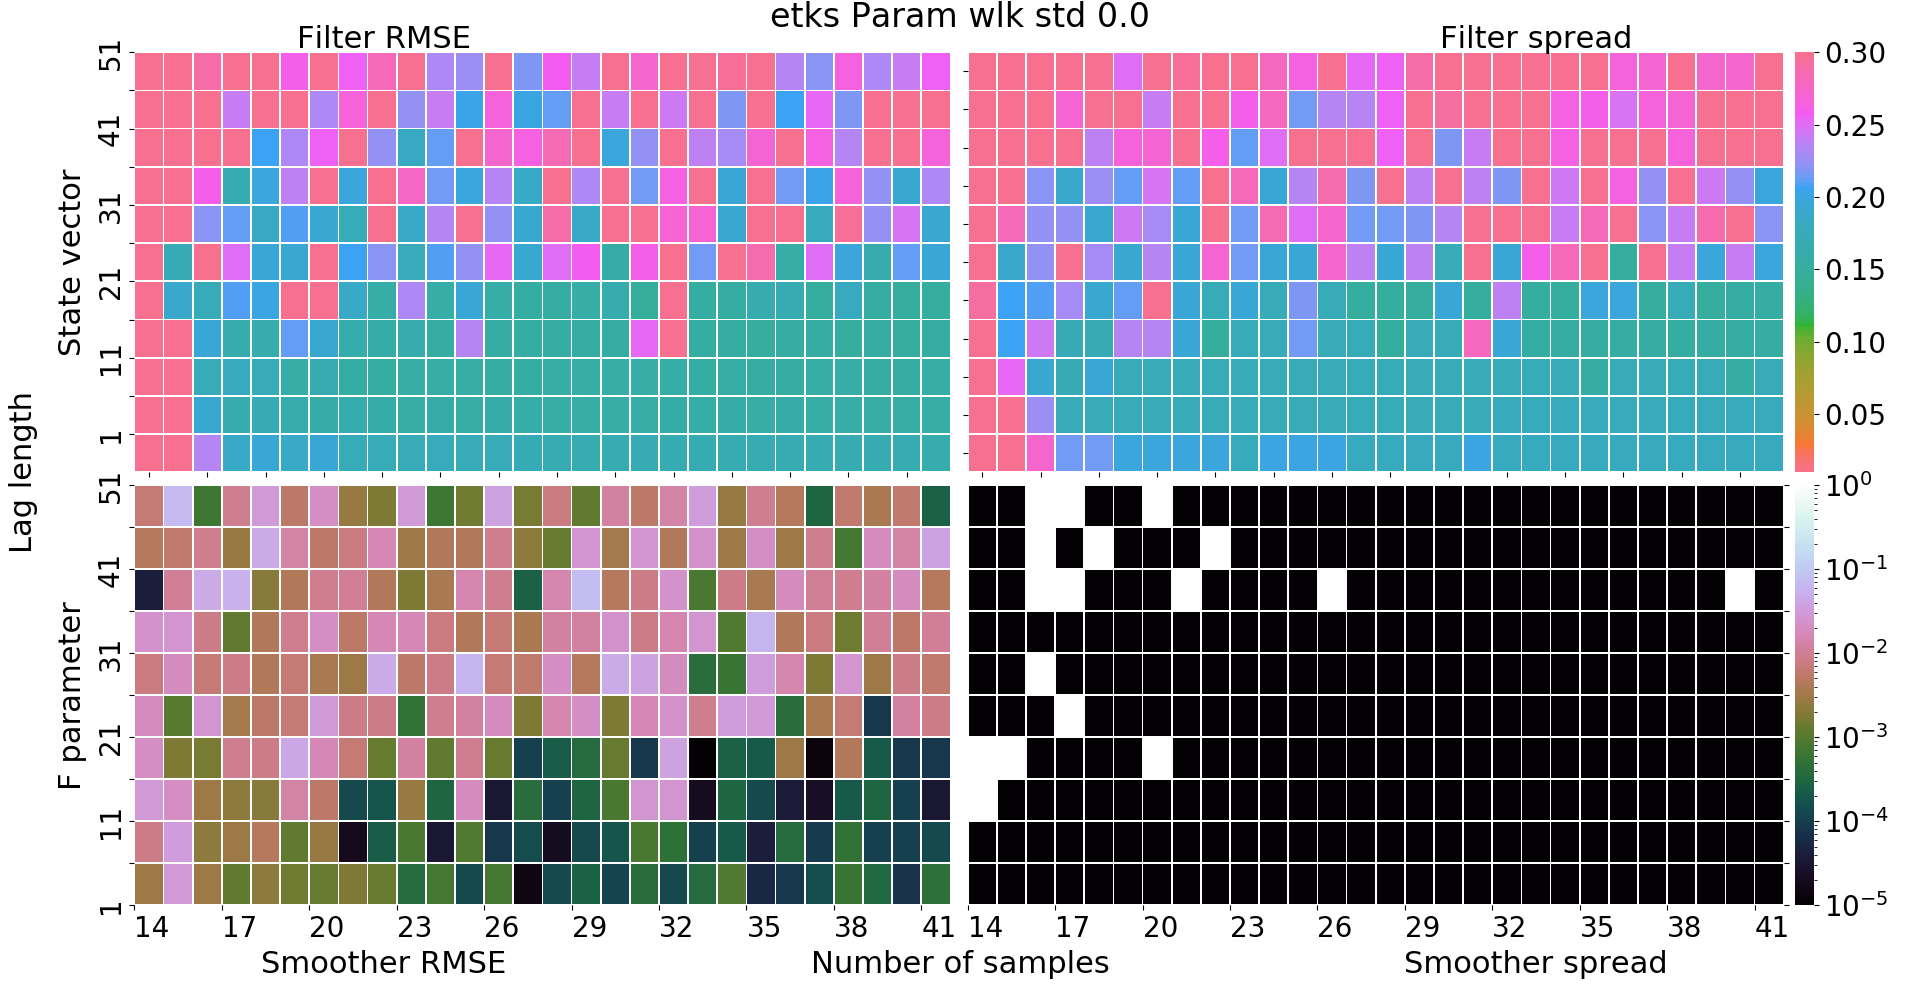 etks Param wlk std 0.0
Filter RMSE
Filter spread
Lag length
State vector
51
41
31
21
11
1
0.30
0.25
0.20
0.15
0.10
0.05
F parameter
51
41
31
21
11
1
10⁰
10⁻¹
10⁻²
10⁻³
10⁻⁴
10⁻⁵
14 17 20 23 26 29 32 35 38 41
14 17 20 23 26 29 32 35 38 41
Smoother RMSE
Number of samples
Smoother spread